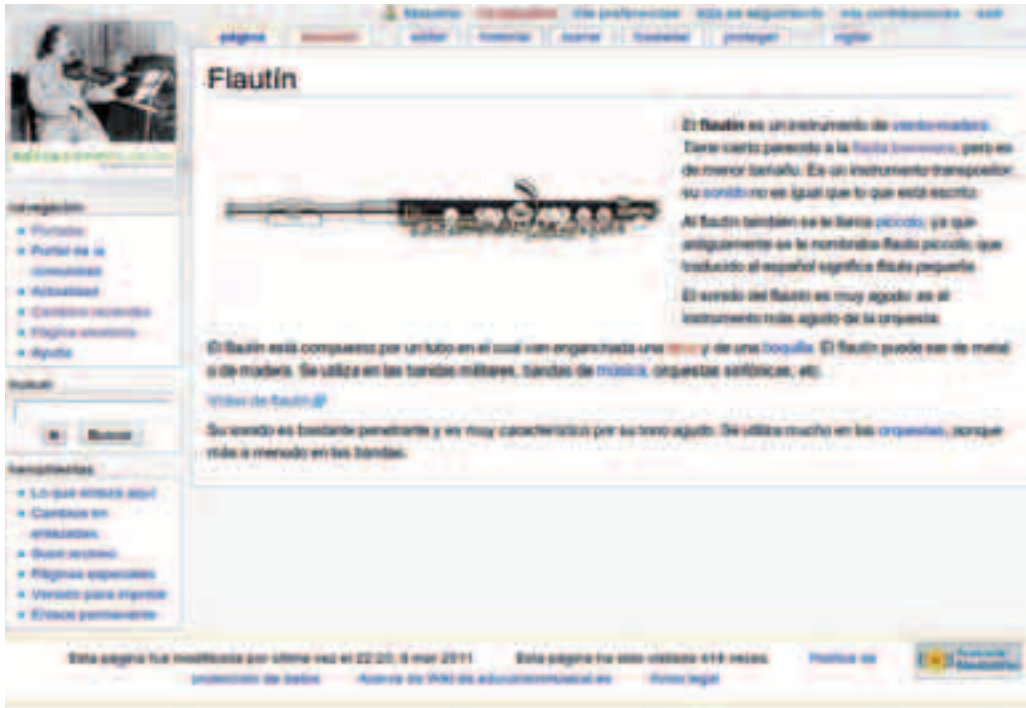 mis preferencias mis contribuciones salir
página editar historial borrar trasladar proteger vigilar
Flautín
El flautín es un instrumento de viento-madera.
Tiene cierto parecido a la flauta travesera, pero es
de menor tamaño. Es un instrumento transpositor:
su sonido no es igual que lo que está escrito.
Al flautín también se le llama piccolo, ya que
antiguamente se le nombraba flauto piccolo, que
traducido al español significa flauta pequeña.
El sonido del flautín es muy agudo: es el
instrumento más agudo de la orquesta.
El flautín está compuesto por un tubo en el cual van enganchada una y de una boquilla. El flautín puede ser de metal
o de madera. Se utiliza en las bandas militares, bandas de música, orquestas sinfónicas, etc.
Vídeo de flautín
Su sonido es bastante penetrante y es muy característico por su tono agudo. Se utiliza mucho en las orquestas, aunque
más a menudo en las bandas.
navegación
Portada
Portal de la
comunidad
Actualidad
Cambios recientes
Página aleatoria
Ayuda
buscar
Ir Buscar
herramientas
Lo que enlaza aquí
Cambios en
enlazadas
Subir archivo
Páginas especiales
Versión para imprimir
Enlace permanente
Esta página fue modificada por última vez el 22:20, 8 mar 2011 Esta página ha sido visitada 419 veces. Política de
protección de datos Acerca de Wiki de educacionmusical.es Aviso legal